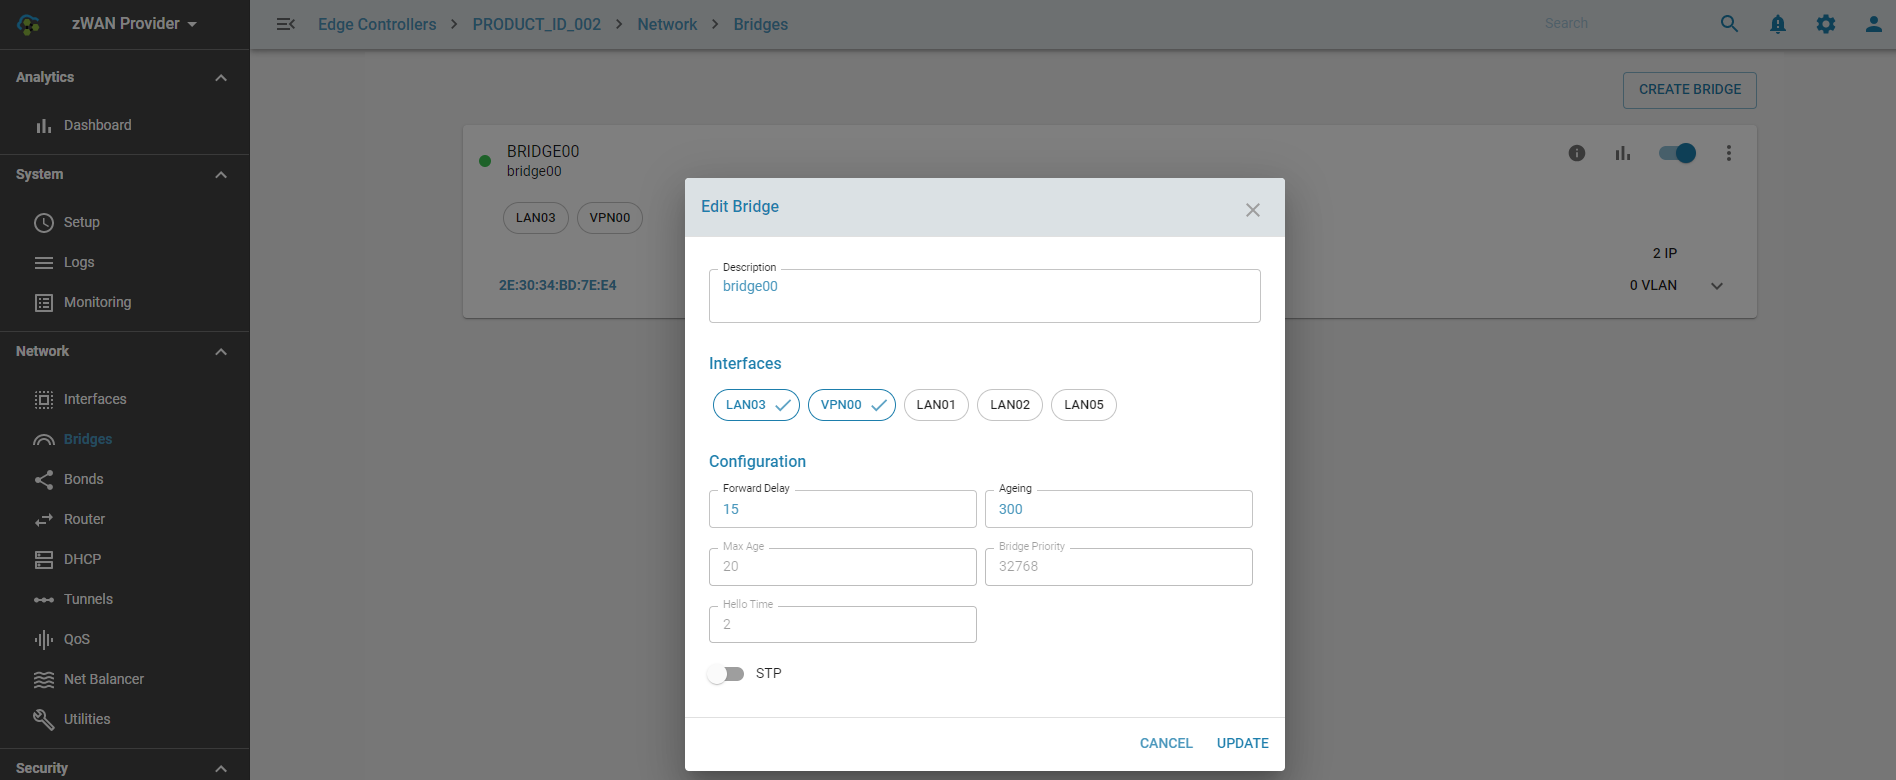 zWAN Provider
Edge Controllers > PRODUCT_ID_002 > Network > Bridges
Search
Analytics
Dashboard
System
Setup
Logs
Monitoring
Network
Interfaces
Bridges
Bonds
Router
DHCP
Tunnels
QoS
Net Balancer
Utilities
Security
CREATE BRIDGE
BRIDGE00
bridge00
LAN03 VPN00
2 IP
2E:30:34:BD:7E:E4
0 VLAN
Edit Bridge
Description
bridge00
Interfaces
LAN03 VPN00 LAN01 LAN02 LAN05
Configuration
Forward Delay
15
Ageing
300
Max Age
20
Bridge Priority
32768
Hello Time
2
STP
CANCEL UPDATE